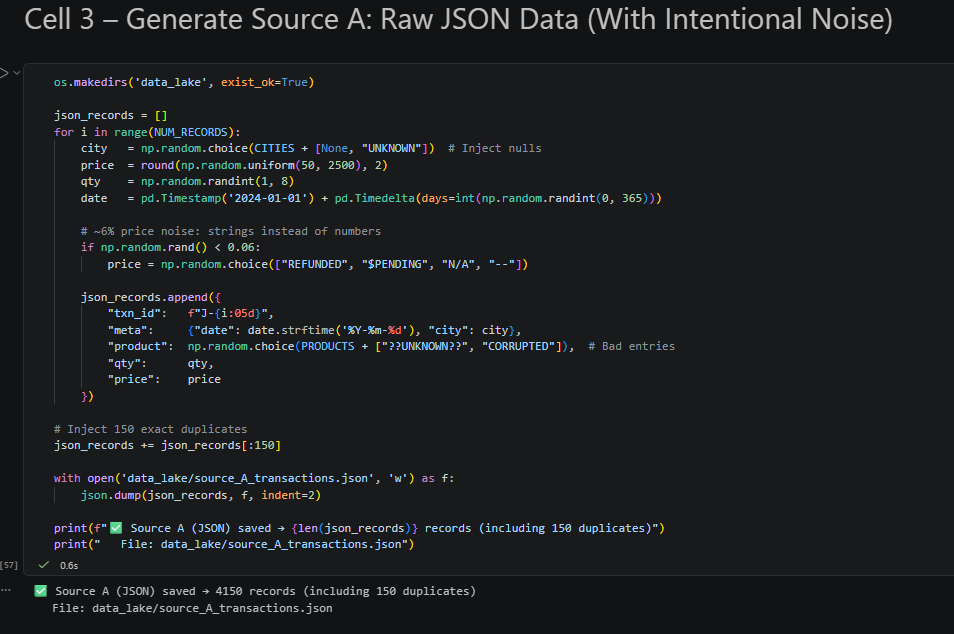 Cell 3 – Generate Source A: Raw JSON Data (With Intentional Noise)
os.makedirs('data_lake', exist_ok=True)
json_records = []
for i in range(NUM_RECORDS):
    city   = np.random.choice(CITIES + [None, "UNKNOWN"])  # Inject nulls
    price  = round(np.random.uniform(50, 2500), 2)
    qty    = np.random.randint(1, 8)
    date   = pd.Timestamp('2024-01-01') + pd.Timedelta(days=int(np.random.randint(0, 365)))
    # ~6% price noise: strings instead of numbers
    if np.random.rand() < 0.06:
        price = np.random.choice(["REFUNDED", "$PENDING", "N/A", "--"])
    json_records.append({
        "txn_id":   f"J-{i:05d}",
        "meta":     {"date": date.strftime('%Y-%m-%d'), "city": city},
        "product":  np.random.choice(PRODUCTS + ["??UNKNOWN??", "CORRUPTED"]),  # Bad entries
        "qty":      qty,
        "price":    price
    })
# Inject 150 exact duplicates
json_records += json_records[:150]
with open('data_lake/source_A_transactions.json', 'w') as f:
    json.dump(json_records, f, indent=2)
print(f"✅ Source A (JSON) saved → {len(json_records)} records (including 150 duplicates)")
print("   File: data_lake/source_A_transactions.json")
[57] ✓ 0.6s
... ✅ Source A (JSON) saved → 4150 records (including 150 duplicates)
File: data_lake/source_A_transactions.json